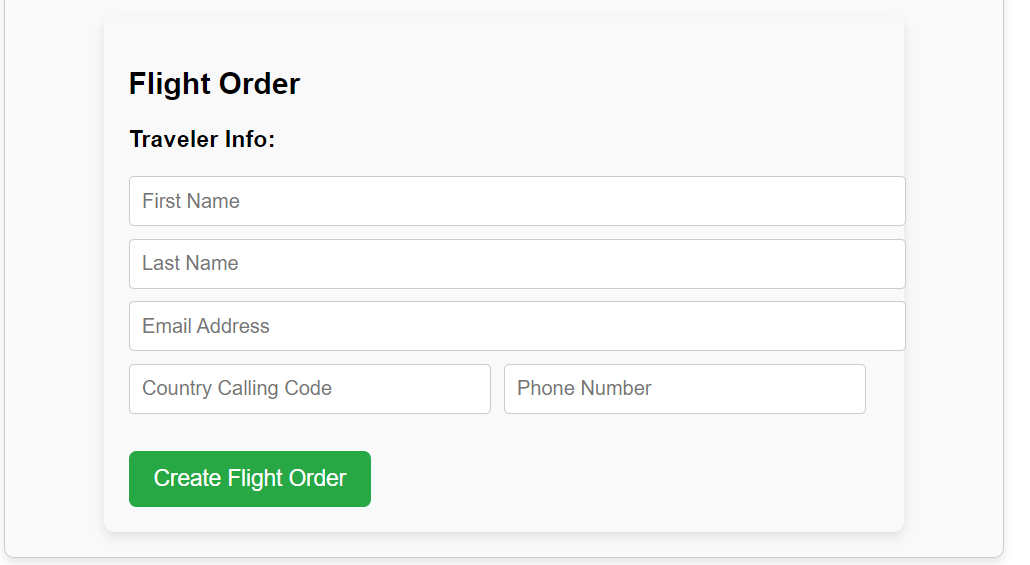 Flight Order
Traveler Info:
First Name
Last Name
Email Address
Country Calling Code Phone Number
Create Flight Order